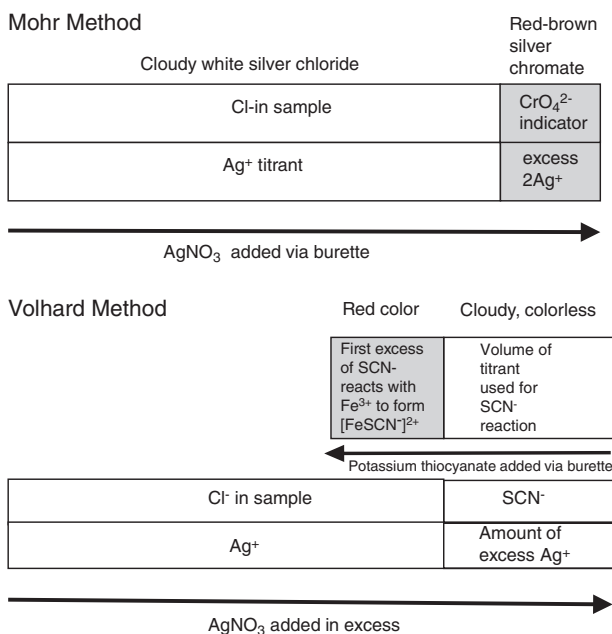 Mohr Method
Red-brown
silver
chromate
Cloudy white silver chloride
Cl-in sample
CrO₄²⁻
indicator
Ag⁺ titrant
excess
2Ag⁺
AgNO₃ added via burette
Volhard Method
Red color
Cloudy, colorless
First excess
of SCN-
reacts with
Fe³⁺ to form
[FeSCN⁻]²⁺
Volume of
titrant
used for
SCN⁻
reaction
Potassium thiocyanate added via burette
Cl⁻ in sample
SCN⁻
Ag⁺
Amount of
excess Ag⁺
AgNO₃ added in excess